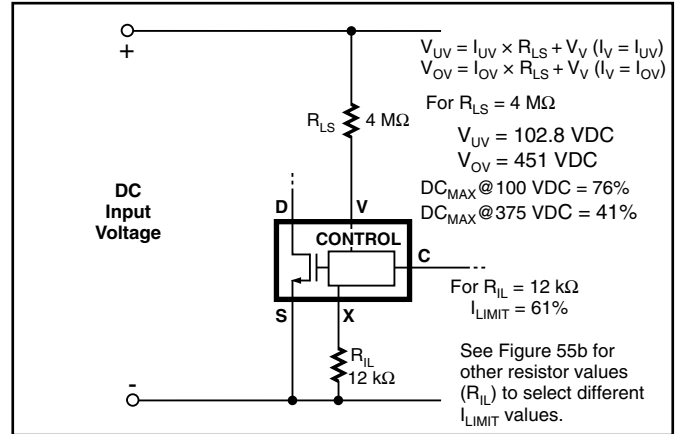 +
V_UV = I_UV × R_LS + V_V (I_V = I_UV)
V_OV = I_OV × R_LS + V_V (I_V = I_OV)
For R_LS = 4 MΩ
R_LS 4 MΩ
V_UV = 102.8 VDC
V_OV = 451 VDC
DC
Input
Voltage
DC_MAX@100 VDC = 76%
DC_MAX@375 VDC = 41%
D
V
CONTROL
C
For R_IL = 12 kΩ
I_LIMIT = 61%
S
X
R_IL
12 kΩ
See Figure 55b for
other resistor values
(R_IL) to select different
I_LIMIT values.
-